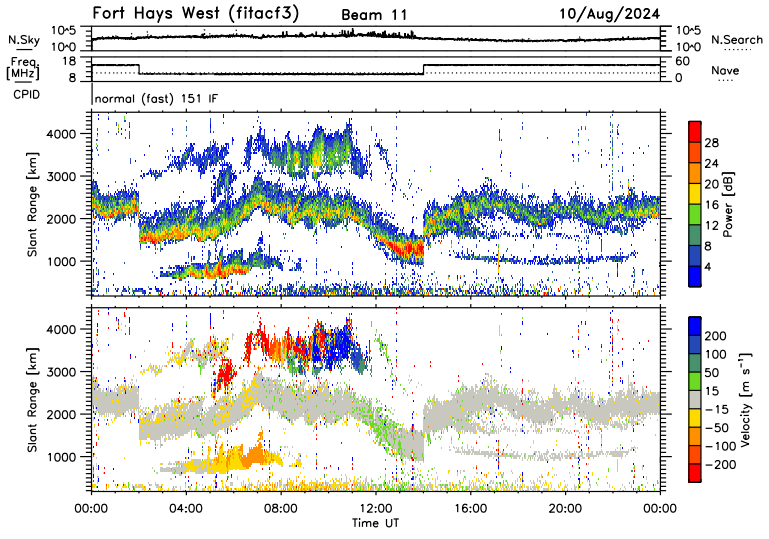 Fort Hays West (fitacf3) Beam 11 10/Aug/2024
N.Sky 10^5 10^0 10^5 10^0 N.Search
Freq. [MHz] 18 8 60 0 Nave
CPID normal (fast) 151 IF
Slant Range [km] 4000 3000 2000 1000
Power [dB] 28 24 20 16 12 8 4
Slant Range [km] 4000 3000 2000 1000
Velocity [m s⁻¹] 200 100 50 15 −15 −50 −100 −200
00:00 04:00 08:00 12:00 16:00 20:00 00:00
Time UT